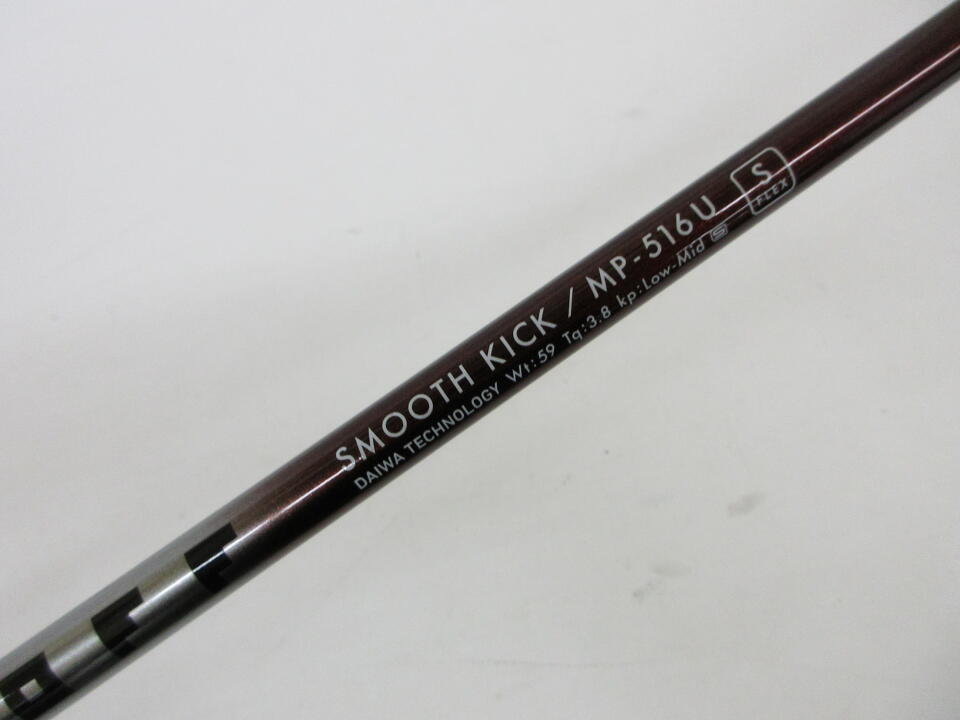 SMOOTH KICK / MP-516U S FLEX
DAIWA TECHNOLOGY Wt:59 Tq:3.8 kp:Low-Mid S